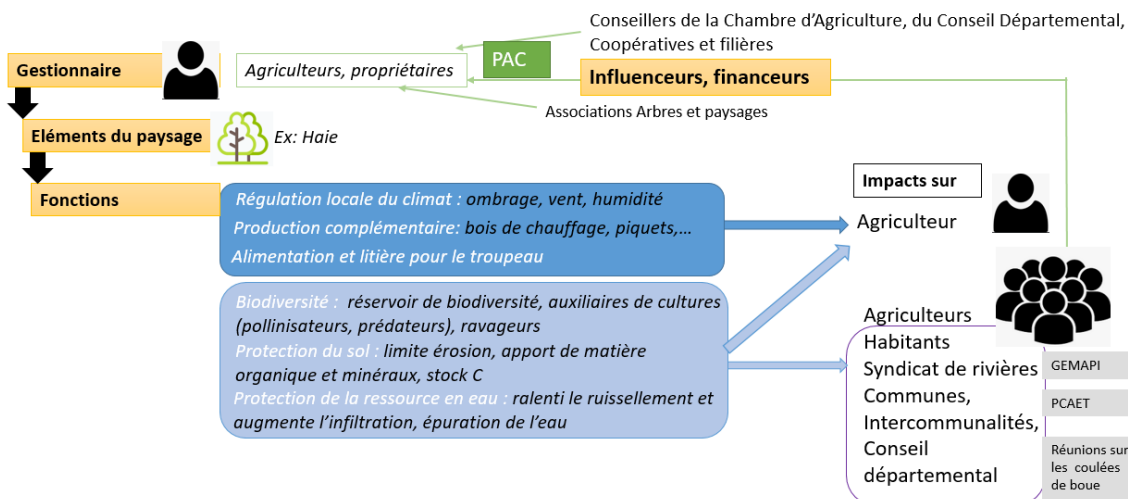 Conseillers de la Chambre d'Agriculture, du Conseil Départemental,
Coopératives et filières
PAC
Gestionnaire
Agriculteurs, propriétaires
Influenceurs, financeurs
Associations Arbres et paysages
Eléments du paysage
Ex: Haie
Fonctions
Régulation locale du climat : ombrage, vent, humidité
Production complémentaire: bois de chauffage, piquets,...
Alimentation et litière pour le troupeau
Impacts sur
Agriculteur
Biodiversité : réservoir de biodiversité, auxiliaires de cultures
(pollinisateurs, prédateurs), ravageurs
Protection du sol : limite érosion, apport de matière
organique et minéraux, stock C
Protection de la ressource en eau : ralenti le ruissellement et
augmente l'infiltration, épuration de l'eau
Agriculteurs
Habitants
Syndicat de rivières
Communes,
Intercommunalités,
Conseil
départemental
GEMAPI
PCAET
Réunions sur
les coulées
de boue